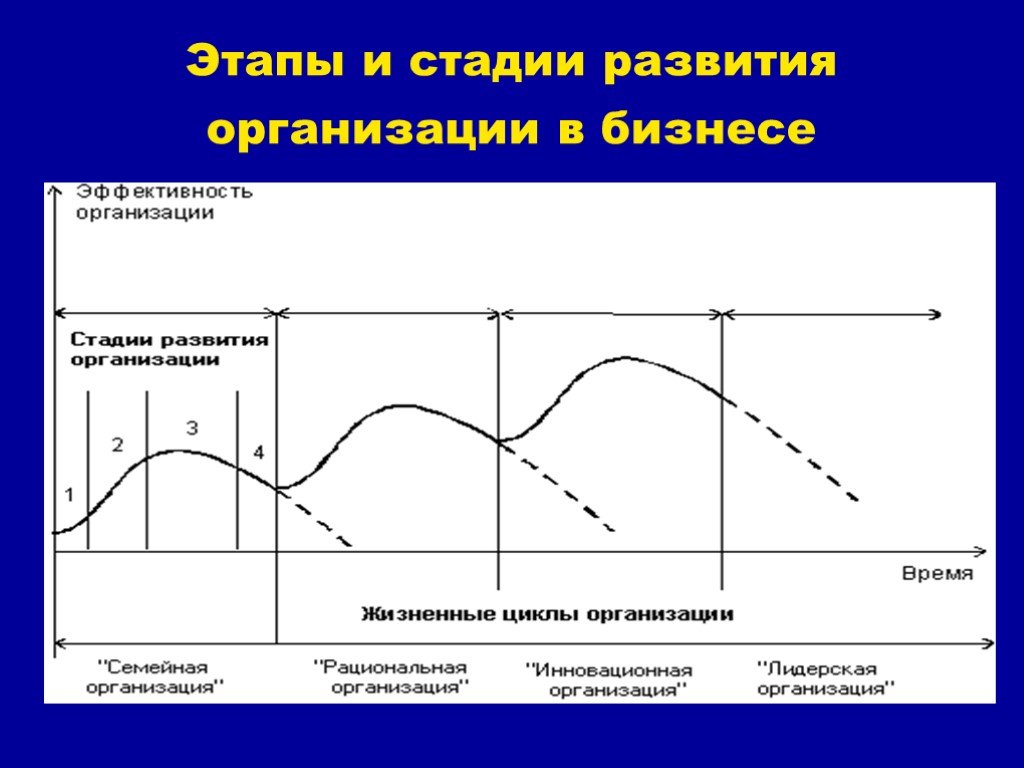 Этапы и стадии развития
организации в бизнесе
Эффективность
организации
Стадии развития
организации
1
2
3
4
Время
Жизненные циклы организации
"Семейная
организация"
"Рациональная
организация"
"Инновационная
организация"
"Лидерская
организация"